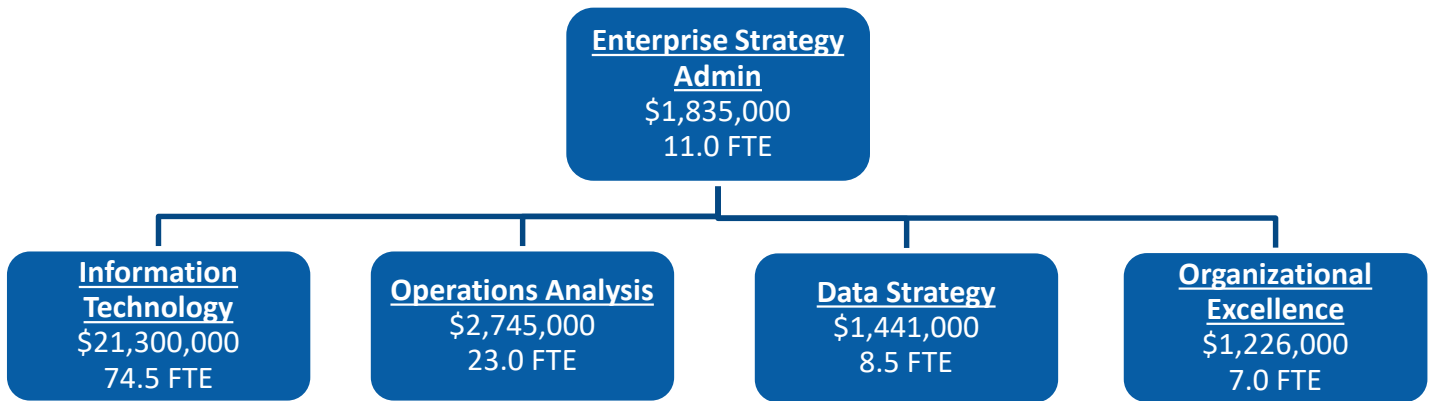 Enterprise Strategy
Admin
$1,835,000
11.0 FTE
Information
Technology
$21,300,000
74.5 FTE
Operations Analysis
$2,745,000
23.0 FTE
Data Strategy
$1,441,000
8.5 FTE
Organizational
Excellence
$1,226,000
7.0 FTE